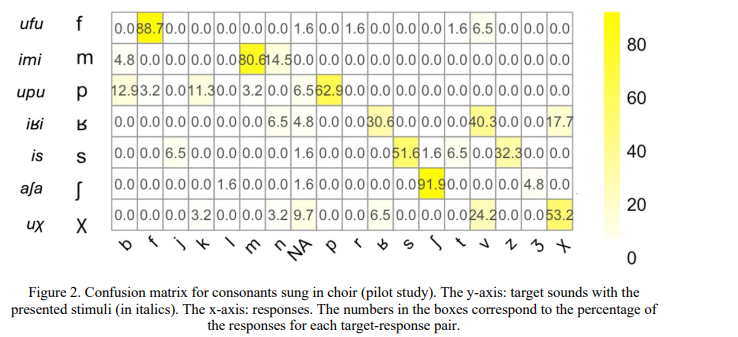 ufu f 0.0 88.7 0.0 0.0 0.0 0.0 0.0 1.6 0.0 1.6 0.0 0.0 0.0 1.6 6.5 0.0 0.0 0.0
imi m 4.8 0.0 0.0 0.0 0.0 80.6 14.5 0.0 0.0 0.0 0.0 0.0 0.0 0.0 0.0 0.0 0.0 0.0
upu p 12.9 3.2 0.0 11.3 0.0 3.2 0.0 6.5 62.9 0.0 0.0 0.0 0.0 0.0 0.0 0.0 0.0 0.0
iʁi ʁ 0.0 0.0 0.0 0.0 0.0 0.0 6.5 4.8 0.0 0.0 30.6 0.0 0.0 0.0 40.3 0.0 0.0 17.7
is s 0.0 0.0 6.5 0.0 0.0 0.0 0.0 1.6 0.0 0.0 0.0 51.6 1.6 6.5 0.0 32.3 0.0 0.0
aʃa ʃ 0.0 0.0 0.0 0.0 1.6 0.0 0.0 1.6 0.0 0.0 0.0 0.0 91.9 0.0 0.0 0.0 4.8 0.0
uχ χ 0.0 0.0 0.0 3.2 0.0 0.0 3.2 9.7 0.0 0.0 6.5 0.0 0.0 0.0 24.2 0.0 0.0 53.2
b f j k l m n NA p r ʁ s ʃ t v z ʒ χ
80
60
40
20
0
Figure 2. Confusion matrix for consonants sung in choir (pilot study). The y-axis: target sounds with the
presented stimuli (in italics). The x-axis: responses. The numbers in the boxes correspond to the percentage of
the responses for each target-response pair.